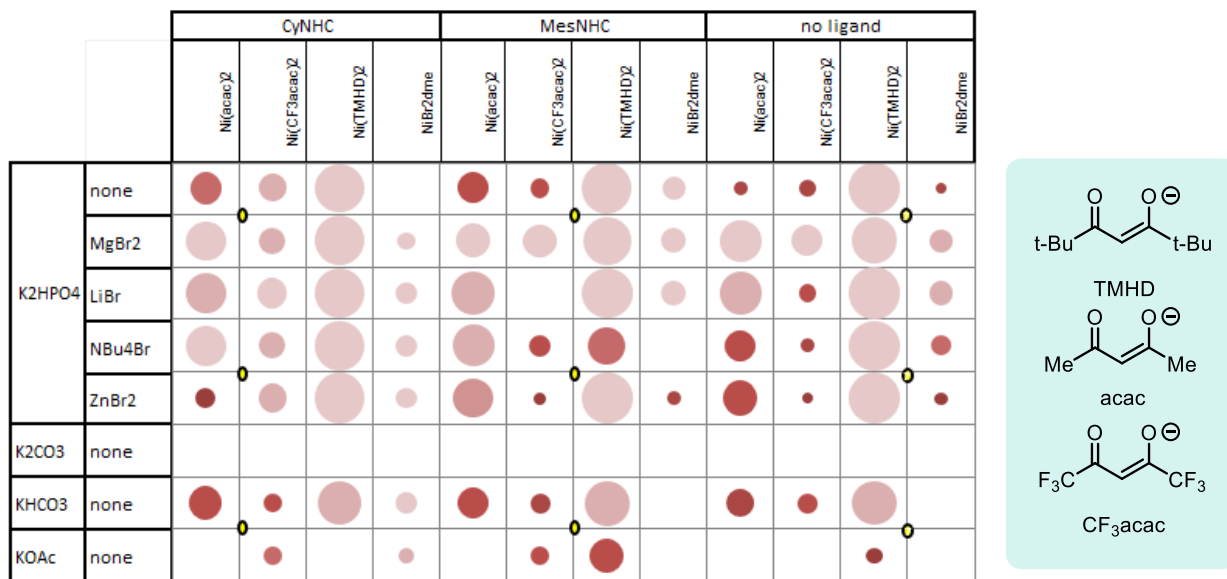 CyNHC MesNHC no ligand
Ni(acac)2 Ni(CF3acac)2 Ni(TMHD)2 NiBr2dme Ni(acac)2 Ni(CF3acac)2 Ni(TMHD)2 NiBr2dme Ni(acac)2 Ni(CF3acac)2 Ni(TMHD)2 NiBr2dme
none
MgBr2
K2HPO4 LiBr
NBu4Br
ZnBr2
K2CO3 none
KHCO3 none
KOAc none
O O ⊖
t-Bu t-Bu
TMHD
O O ⊖
Me Me
acac
O O ⊖
F₃C CF₃
CF₃acac